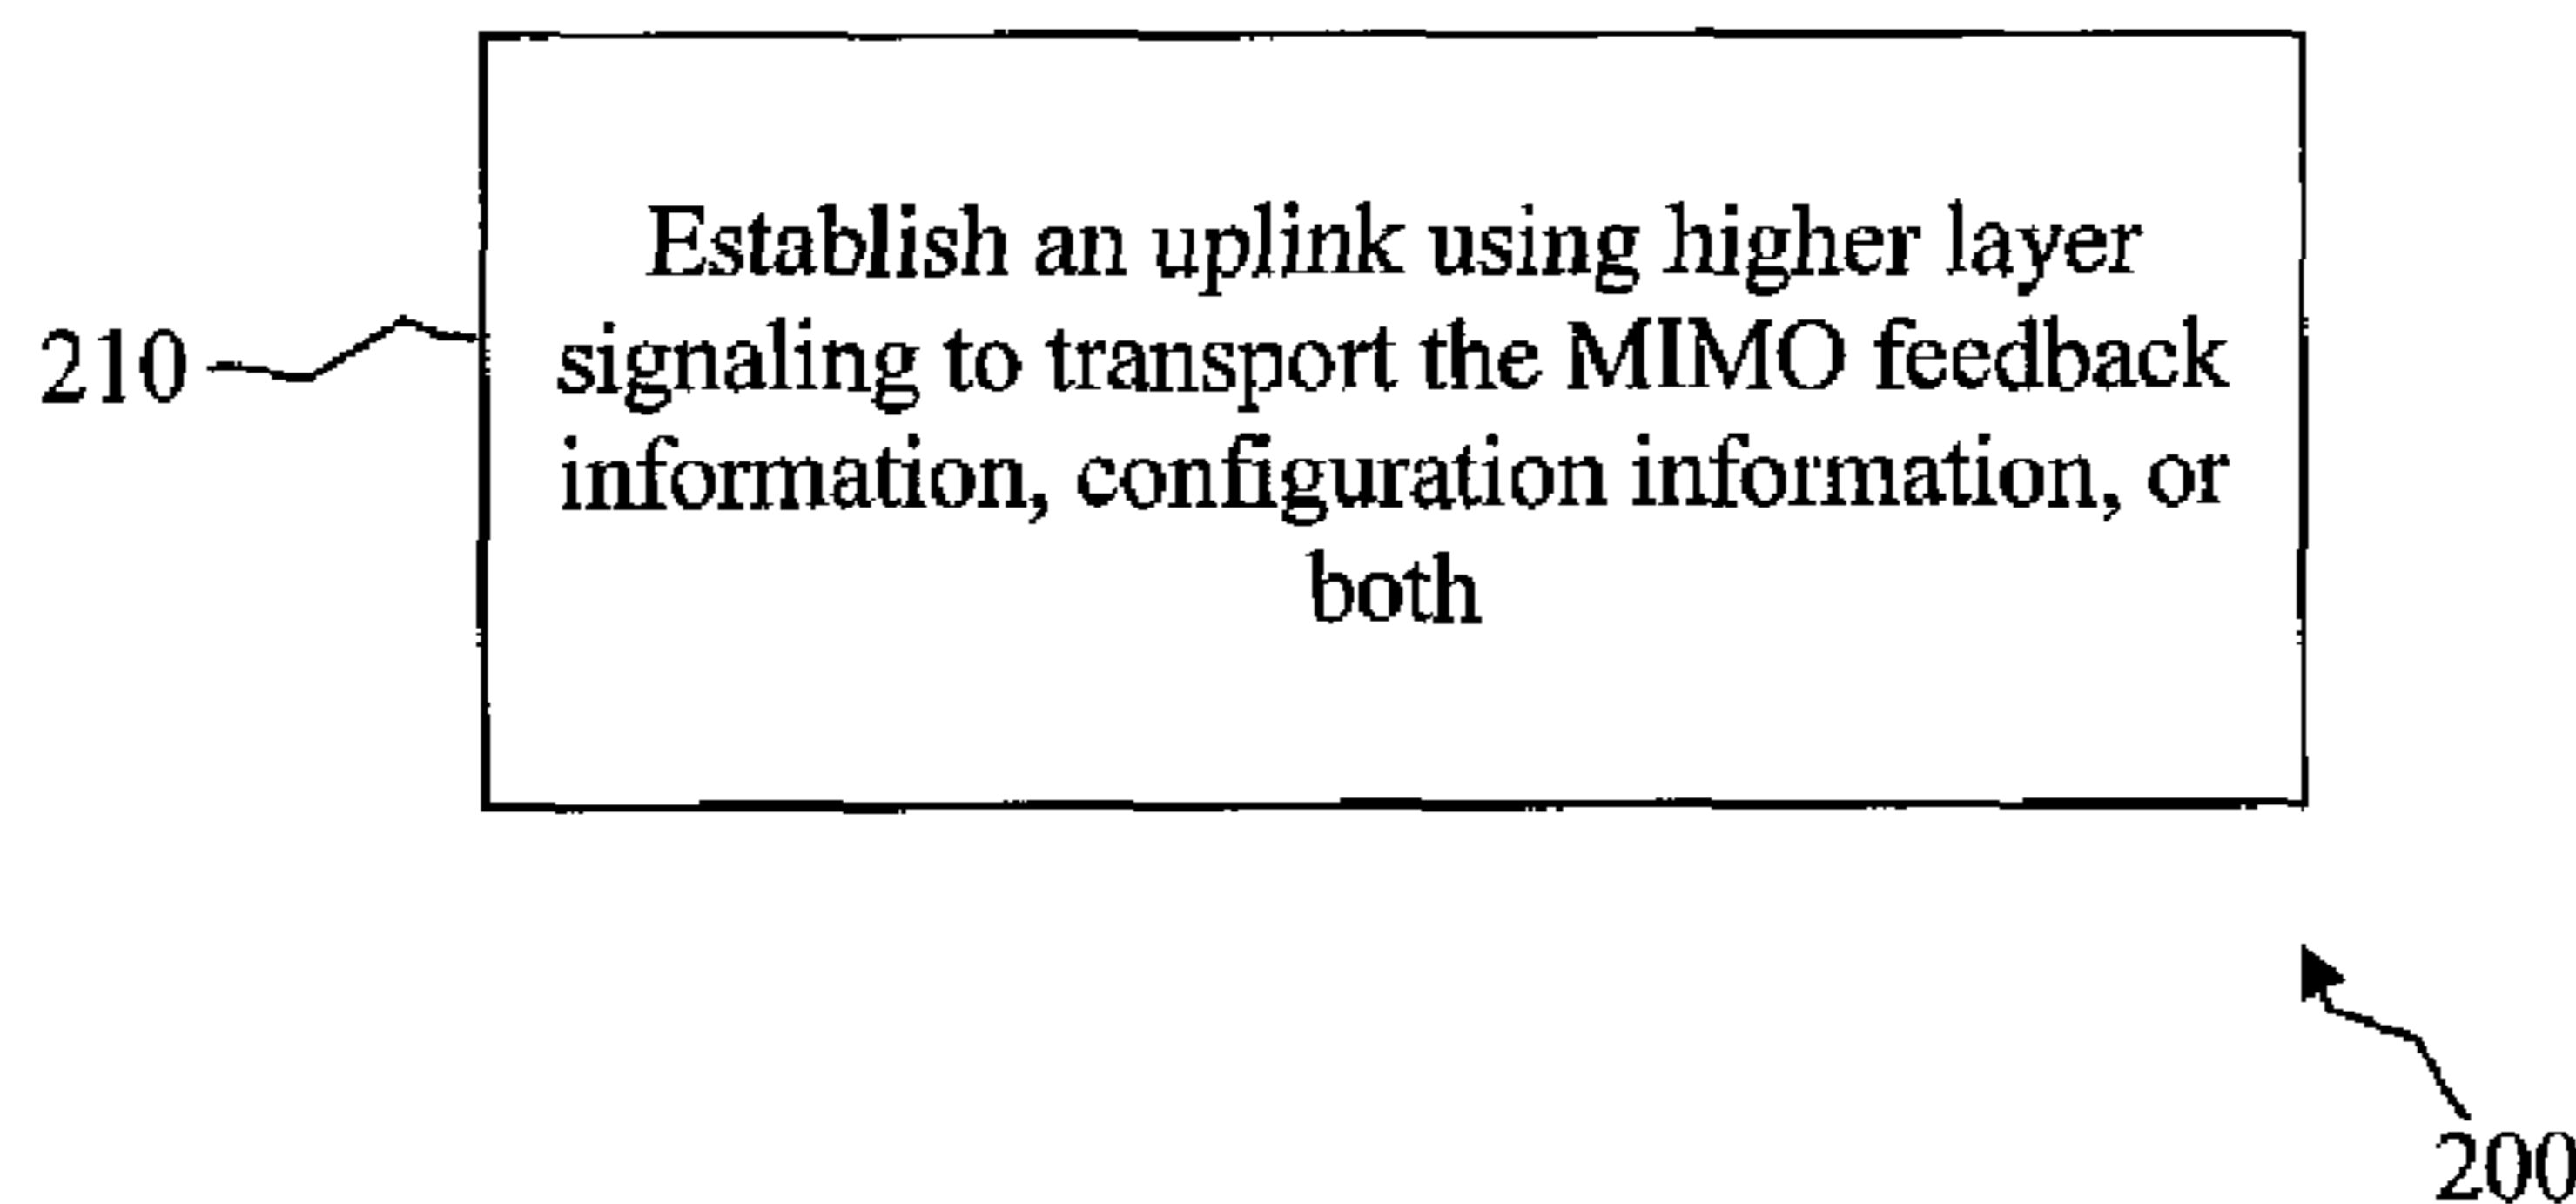 Establish an uplink using higher layer
signaling to transport the MIMO feedback
information, configuration information, or
both
210
200